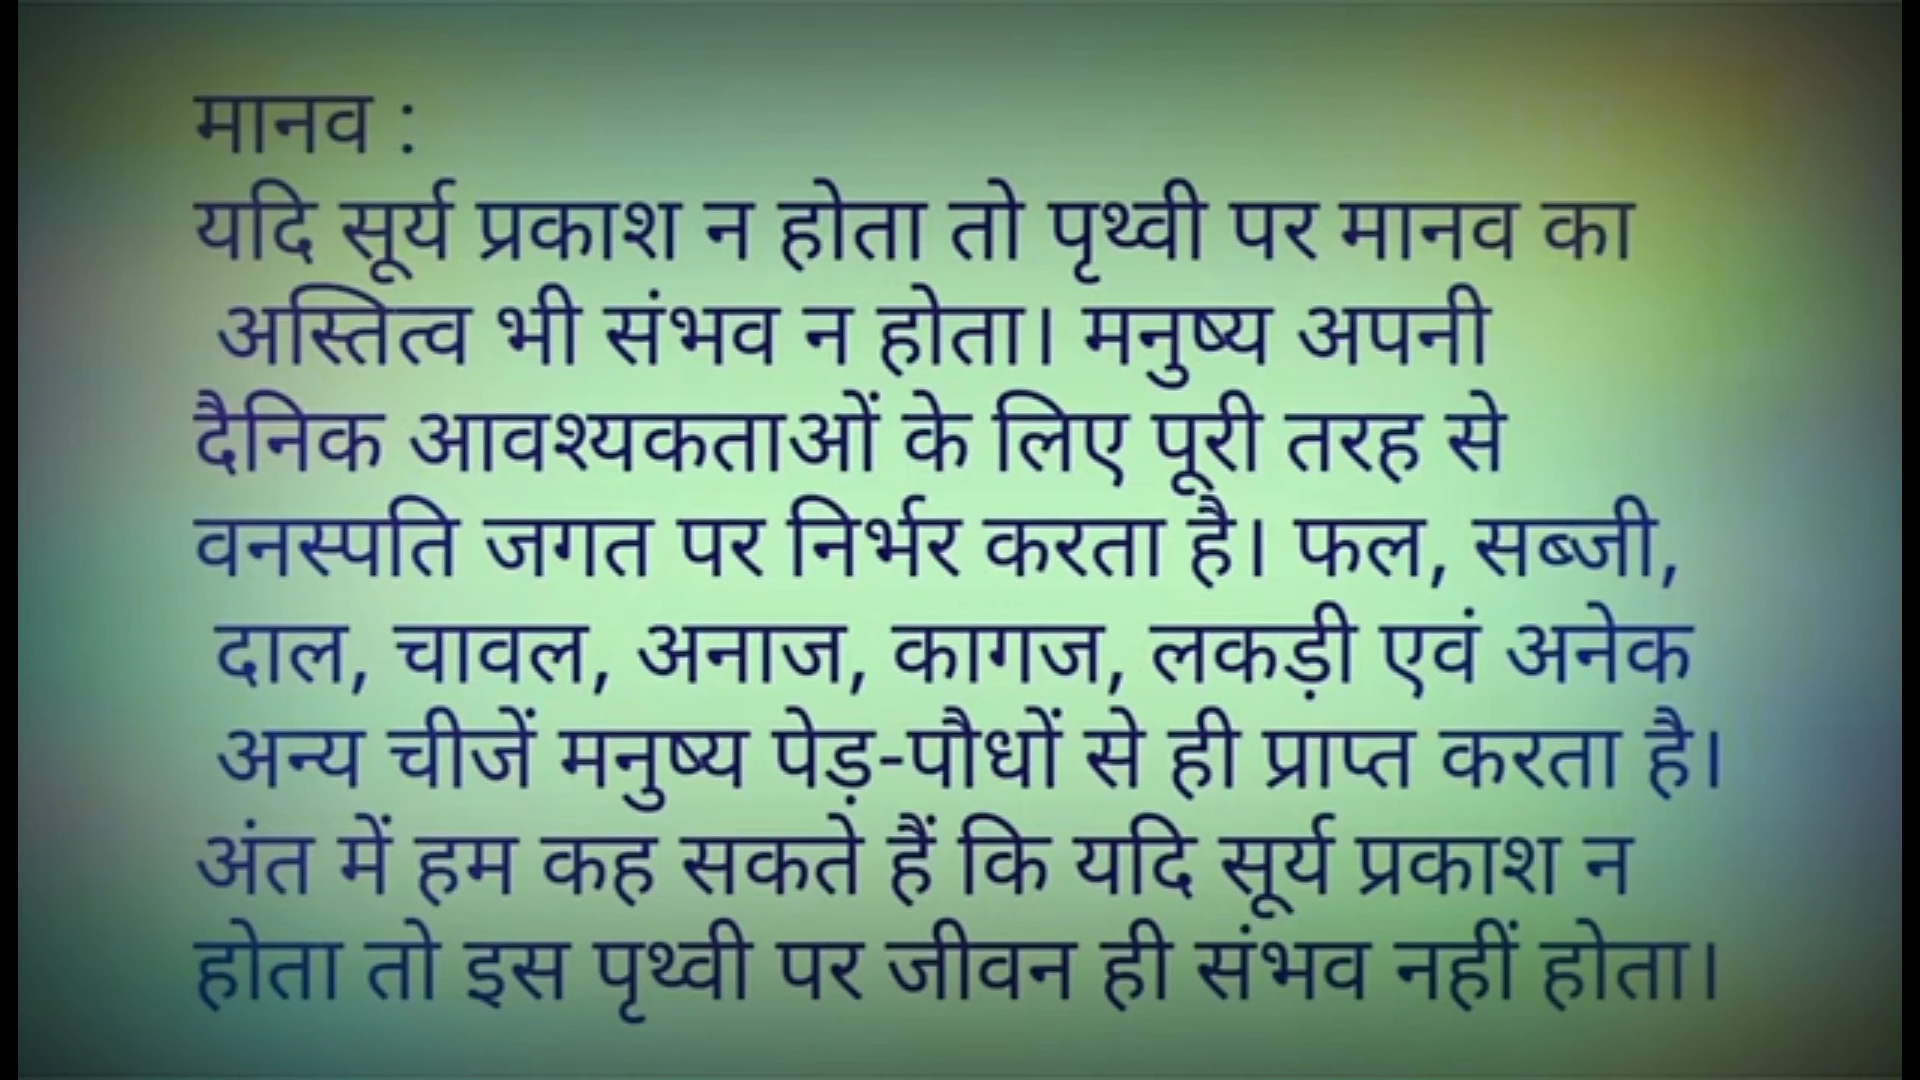 मानव :
यदि सूर्य प्रकाश न होता तो पृथ्वी पर मानव का
अस्तित्व भी संभव न होता। मनुष्य अपनी
दैनिक आवश्यकताओं के लिए पूरी तरह से
वनस्पति जगत पर निर्भर करता है। फल, सब्जी,
दाल, चावल, अनाज, कागज, लकड़ी एवं अनेक
अन्य चीजें मनुष्य पेड़-पौधों से ही प्राप्त करता है।
अंत में हम कह सकते हैं कि यदि सूर्य प्रकाश न
होता तो इस पृथ्वी पर जीवन ही संभव नहीं होता।